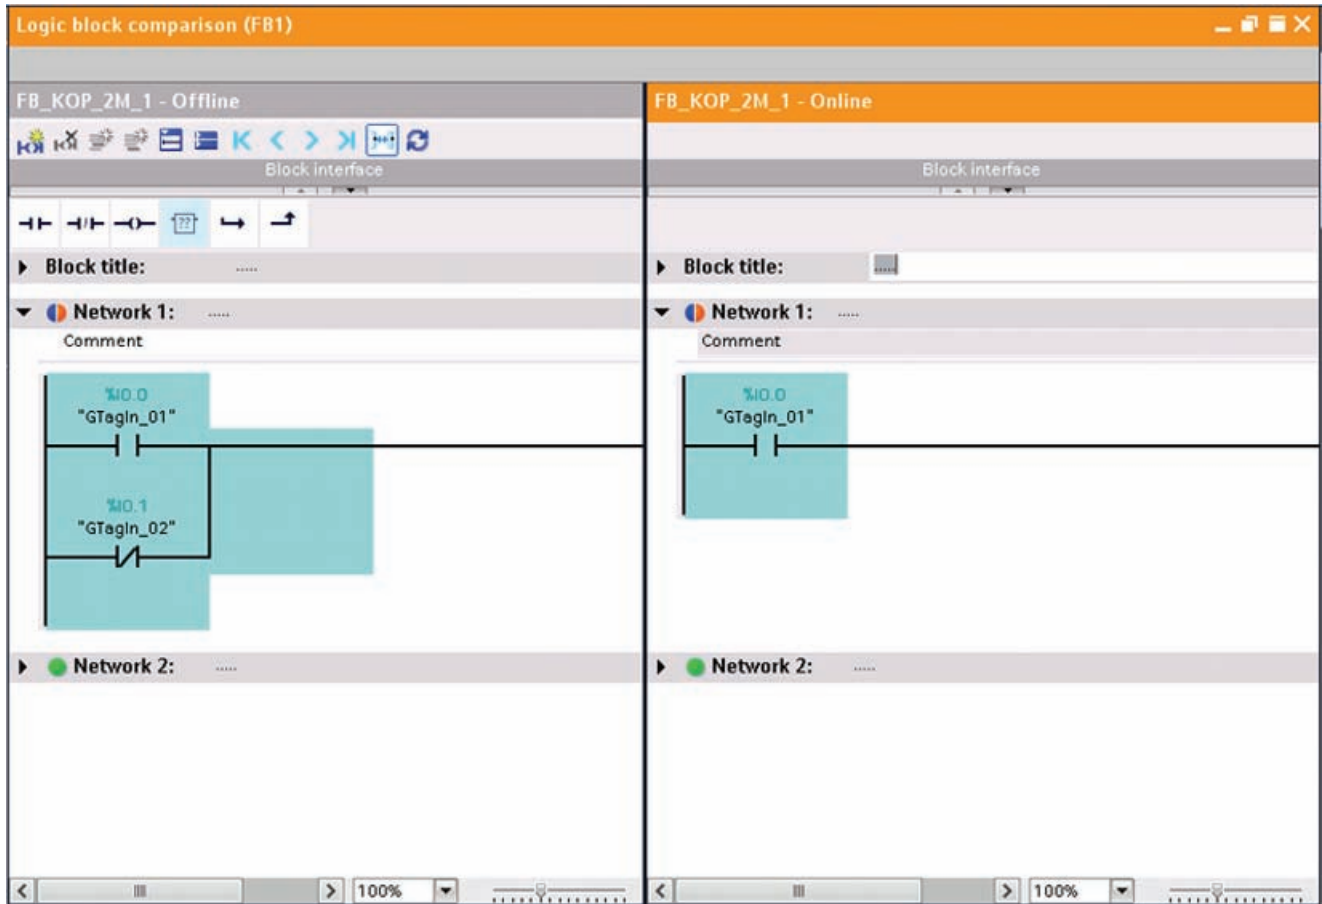 Logic block comparison (FB1)
FB_KOP_2M_1 - Offline
Block interface
??
Block title: .....
Network 1: .....
Comment
%I0.0
"GTagIn_01"
%I0.1
"GTagIn_02"
Network 2: .....
100%
FB_KOP_2M_1 - Online
Block interface
Block title: .....
Network 1: .....
Comment
%I0.0
"GTagIn_01"
Network 2: .....
100%